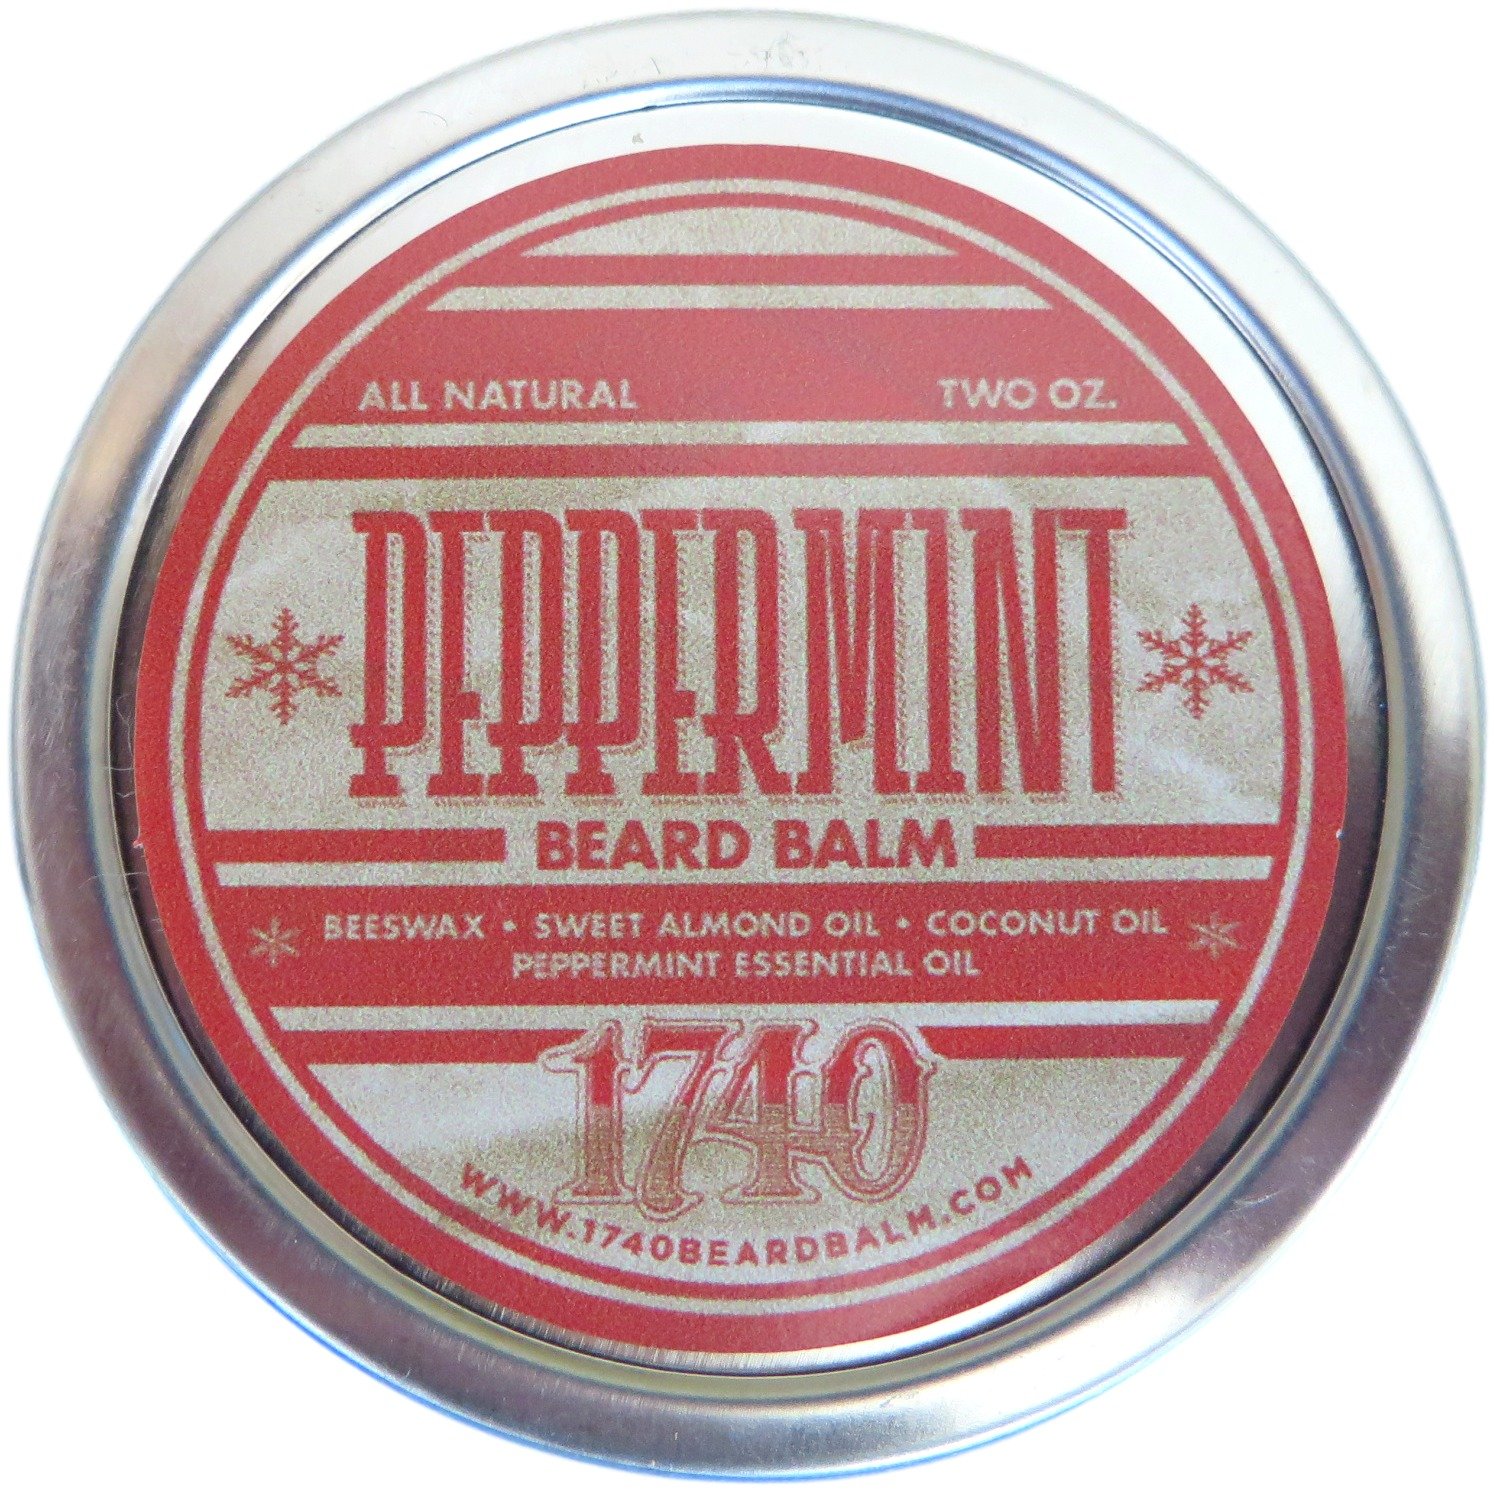 ALL NATURAL TWO OZ.
PEPPERMINT
BEARD BALM
BEESWAX • SWEET ALMOND OIL • COCONUT OIL
PEPPERMINT ESSENTIAL OIL
1740
WWW.1740BEARDBALM.COM